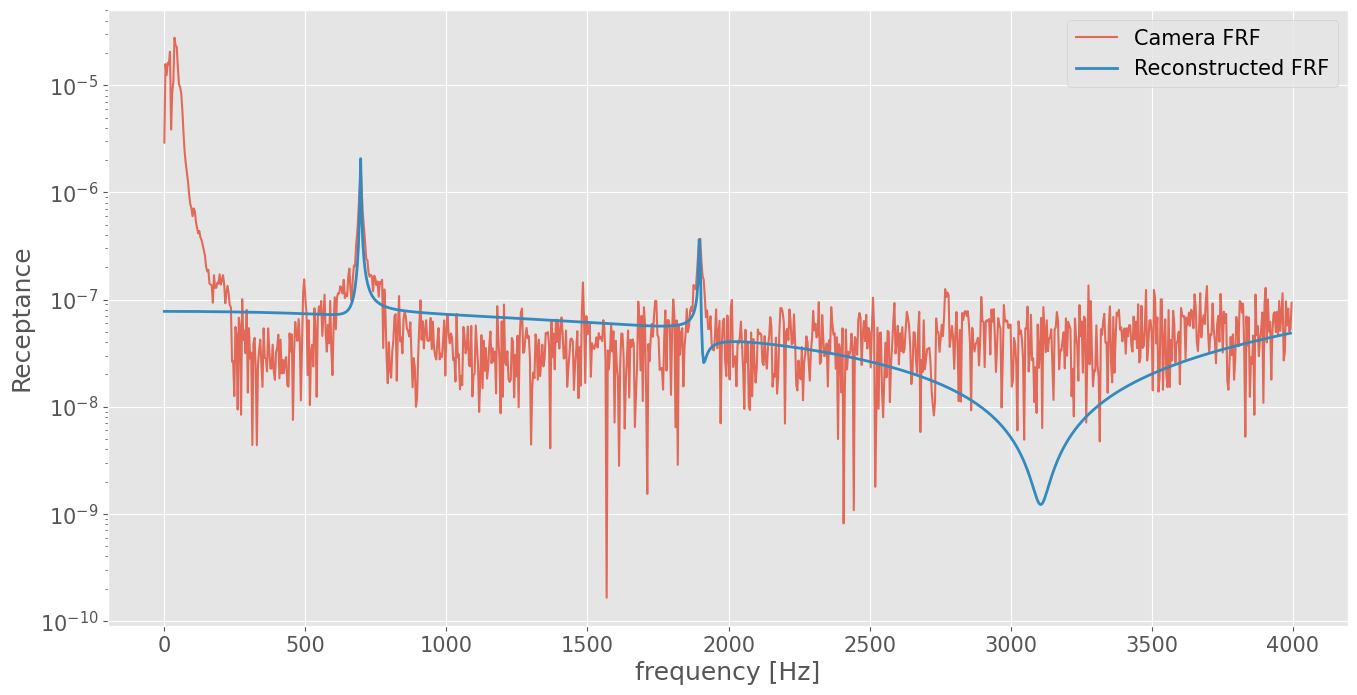 Camera FRF
Reconstructed FRF
Receptance
10⁻⁵
10⁻⁶
10⁻⁷
10⁻⁸
10⁻⁹
10⁻¹⁰
0 500 1000 1500 2000 2500 3000 3500 4000
frequency [Hz]